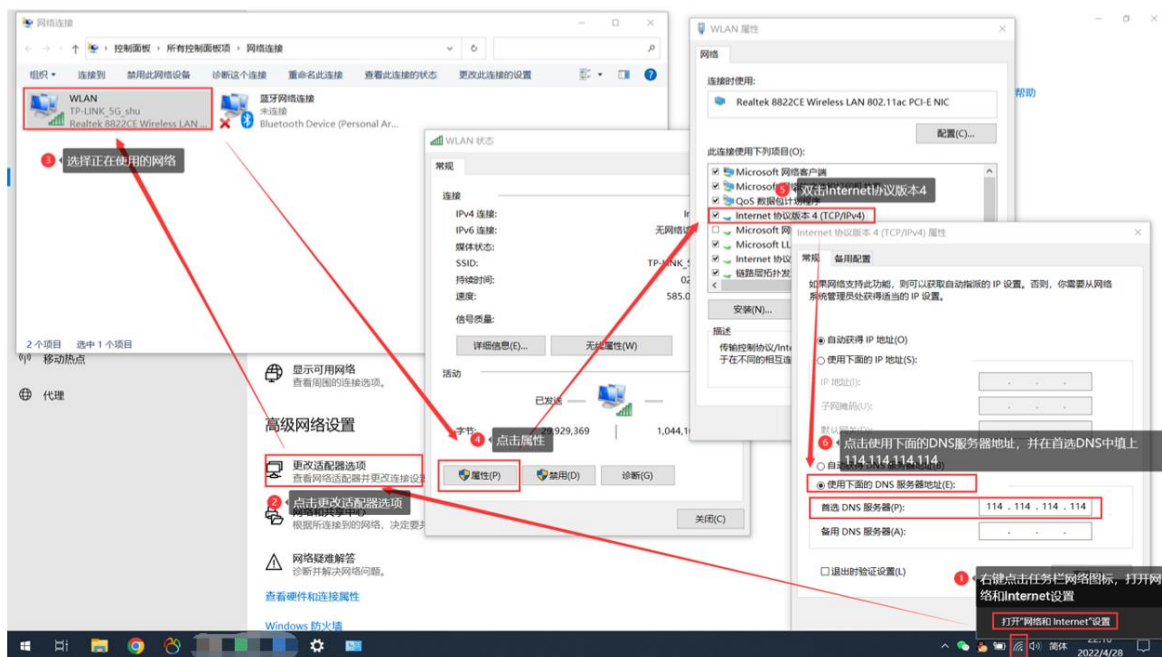 网络连接
控制面板 › 所有控制面板项 › 网络连接
组织
连接到
禁用此网络设备
诊断这个连接
重命名此连接
查看此连接的状态
更改此连接的设置
WLAN
TP-LINK_5G_shu
Realtek 8822CE Wireless LAN ...
蓝牙网络连接
未连接
Bluetooth Device (Personal Ar...
3
选择正在使用的网络
2 个项目
选中 1 个项目
移动热点
代理
显示可用网络
查看周围的连接选项。
高级网络设置
更改适配器选项
查看网络适配器并更改连接设
2
点击更改适配器选项
网络和共享中心
根据所连接到的网络，决定要
网络疑难解答
诊断并解决网络问题。
查看硬件和连接属性
Windows 防火墙
WLAN 状态
常规
连接
IPv4 连接:
IPv6 连接:
无网络
媒体状态:
SSID:
持续时间:
02
速度:
585.0
信号质量:
详细信息(E)...
无线属性(W)
活动
已发送
字节:
29,929,369
4
点击属性
属性(P)
禁用(D)
诊断(G)
关闭(C)
WLAN 属性
网络
连接时使用:
Realtek 8822CE Wireless LAN 802.11ac PCI-E NIC
配置(C)...
此连接使用下列项目(O):
Microsoft 网络客户端
5
双击Internet协议版本4
QoS 数据包计划程序
Internet 协议版本 4 (TCP/IPv4)
Microsoft 网
Microsoft LL
Internet 协议
链路层拓扑发
安装(N)...
描述
传输控制协议/Inte
于在不同的相互连
帮助
Internet 协议版本 4 (TCP/IPv4) 属性
常规
备用配置
如果网络支持此功能，则可以获取自动指派的 IP 设置。否则，你需要从网络
系统管理员处获得适当的 IP 设置。
自动获得 IP 地址(O)
使用下面的 IP 地址(S):
IP 地址(I):
子网掩码(U):
6
点击使用下面的DNS服务器地址，并在首选DNS中填上
114.114.114.114
使用下面的 DNS 服务器地址(E):
首选 DNS 服务器(P):
114 . 114 . 114 . 114
备用 DNS 服务器(A):
退出时验证设置(L)
1
右键点击任务栏网络图标，打开网
络和Internet设置
打开"网络和 Internet"设置
简体
2022/4/28